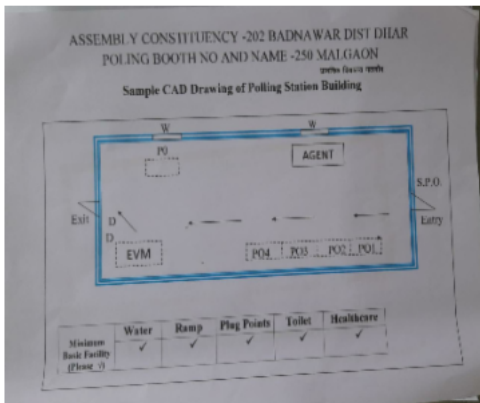 ASSEMBLY CONSTITUENCY -202 BADNAWAR DIST DHAR
POLING BOOTH NO AND NAME -250 MALGAON
Sample CAD Drawing of Polling Station Building
W W
PO AGENT
S.P.O.
Exit D Entry
D
EVM PO4 PO3 PO2 PO1
Water Ramp Plug Points Toilet Healthcare
Minimum ✓ ✓ ✓ ✓ ✓
Basic Facility
(Please √)